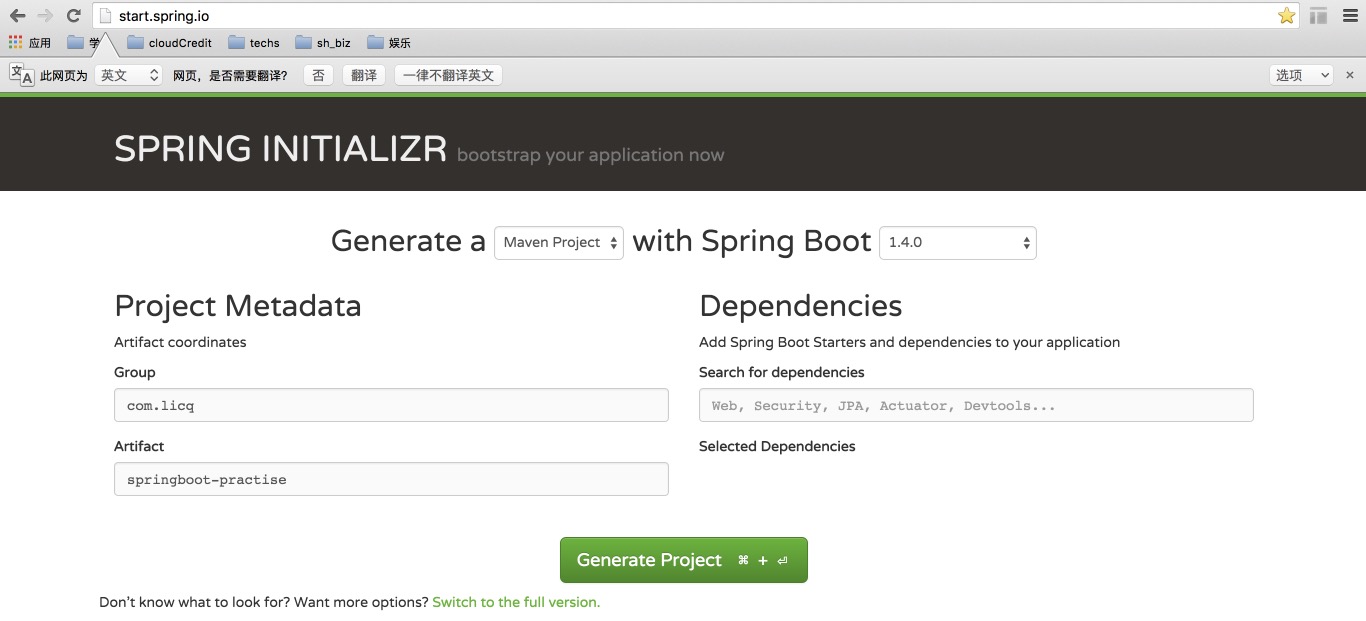 start.spring.io
应用 学 cloudCredit techs sh_biz 娱乐
此网页为 英文 网页，是否需要翻译? 否 翻译 一律不翻译英文 选项 ×
SPRING INITIALIZR bootstrap your application now
Generate a Maven Project with Spring Boot 1.4.0
Project Metadata
Artifact coordinates
Group
com.licq
Artifact
springboot-practise
Dependencies
Add Spring Boot Starters and dependencies to your application
Search for dependencies
Web, Security, JPA, Actuator, Devtools...
Selected Dependencies
Generate Project ⌘ + ⏎
Don't know what to look for? Want more options? Switch to the full version.